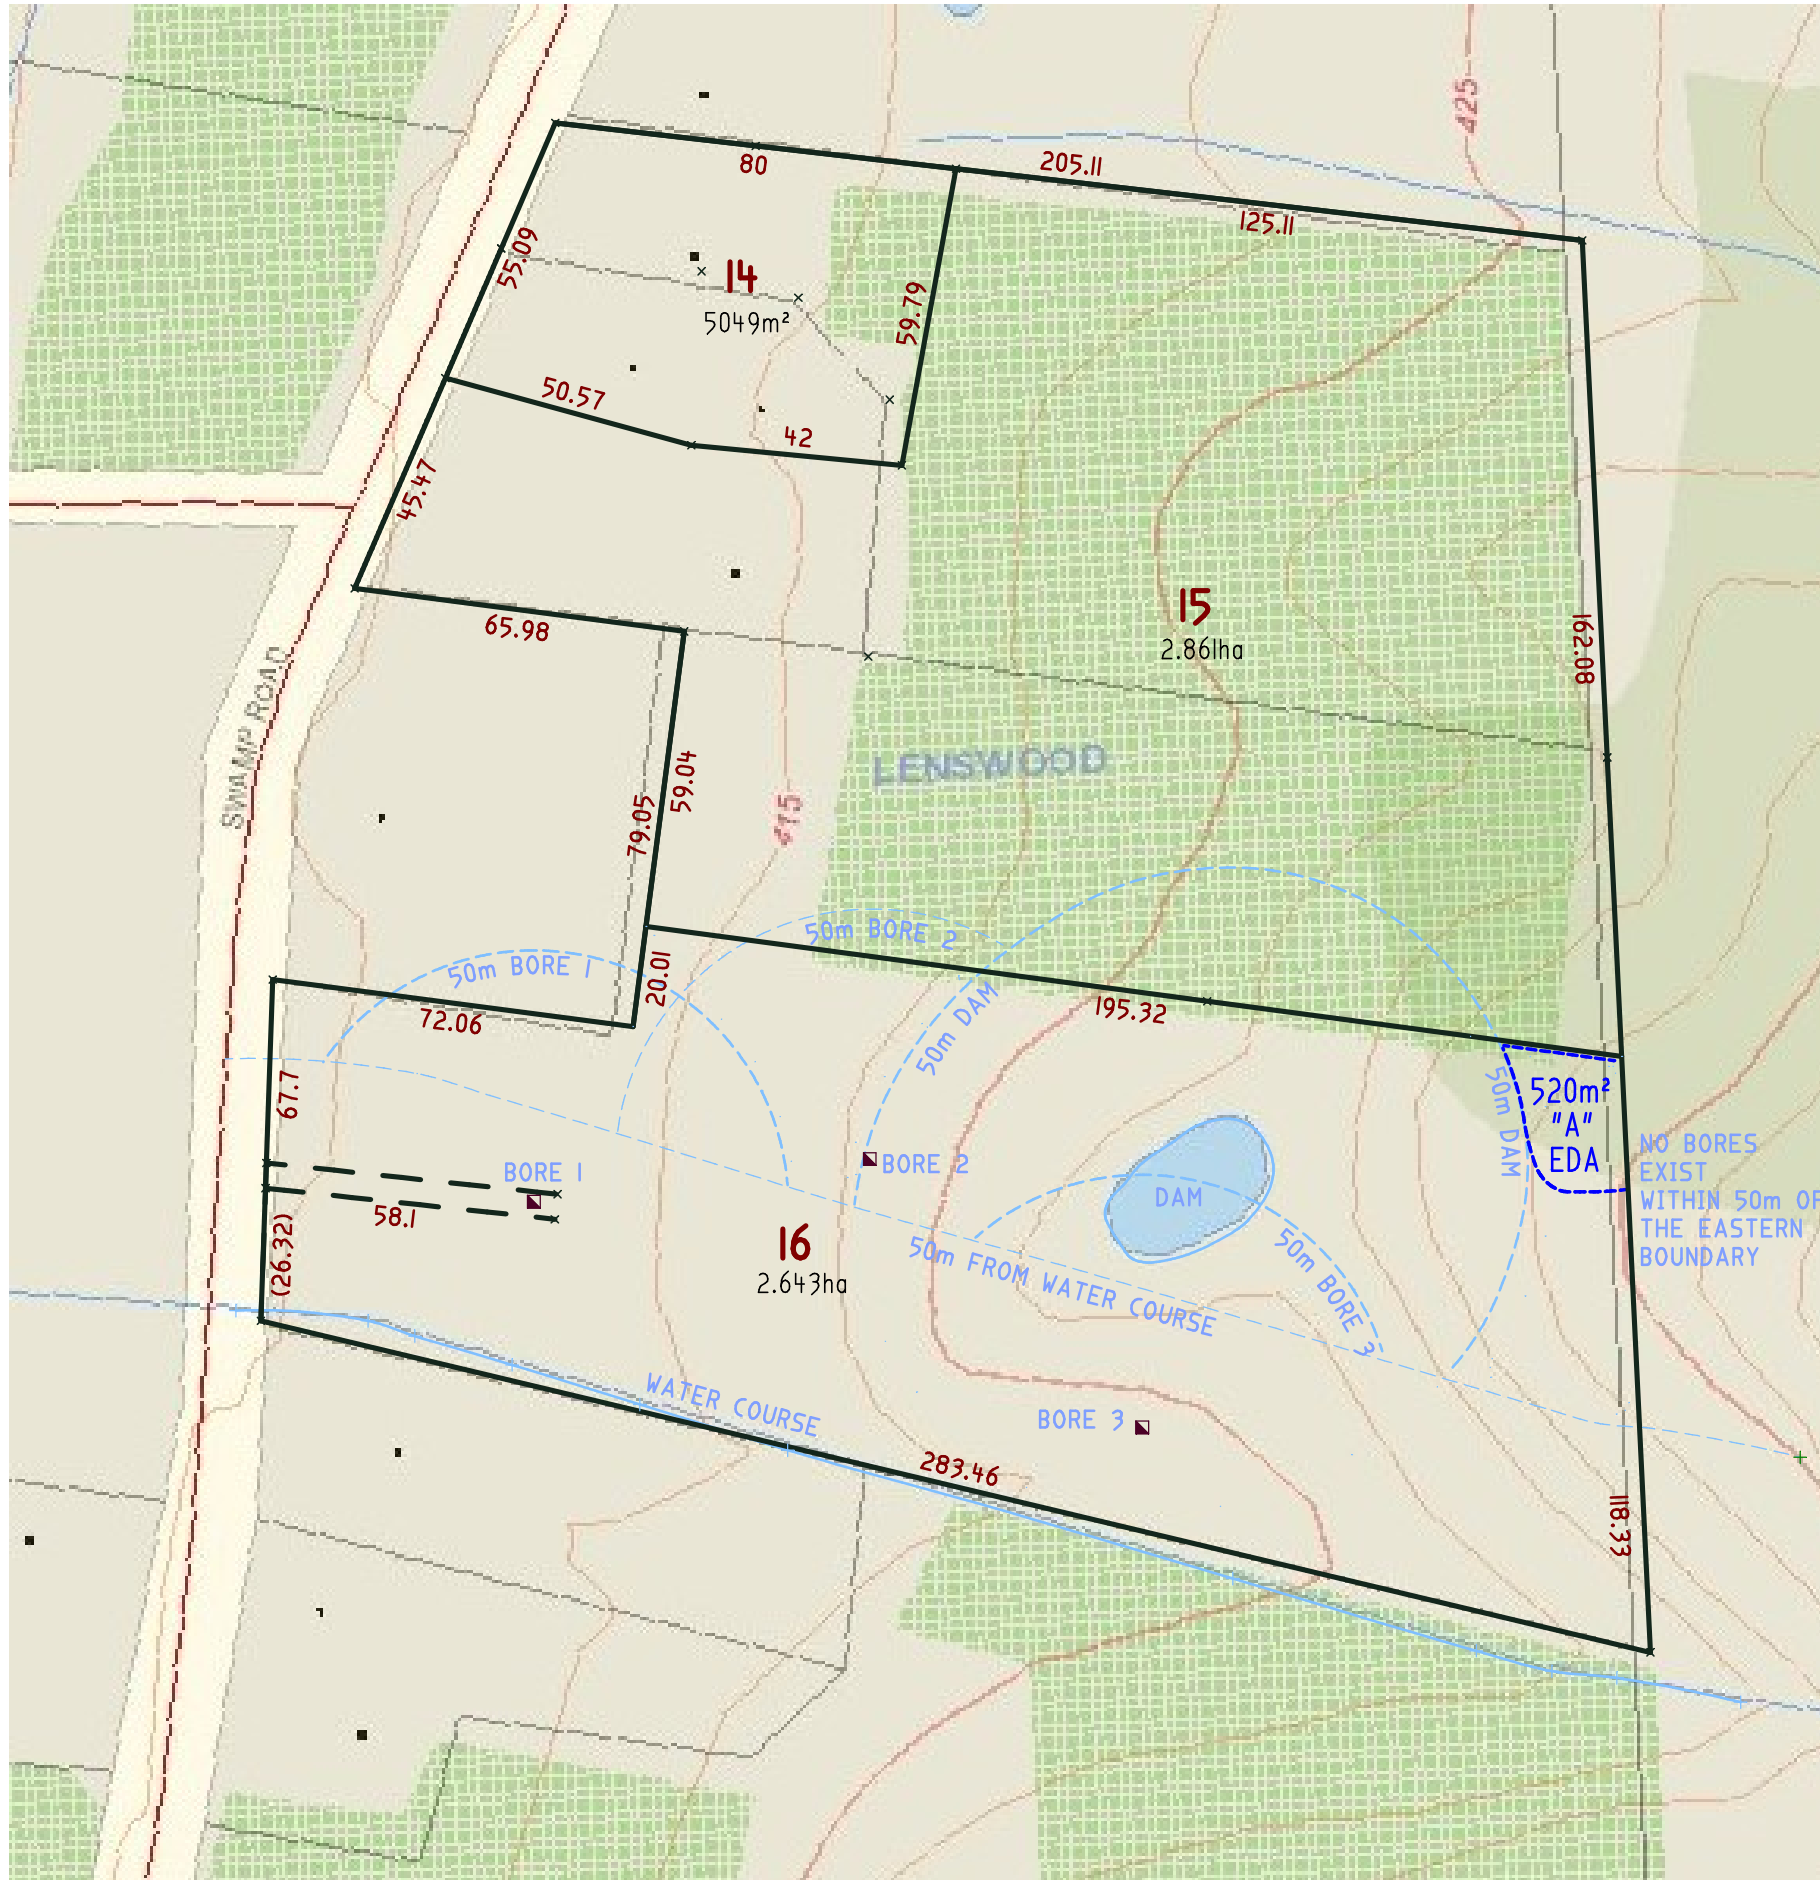 425
205.11
80
125.11
55.09
14
5049m²
59.79
50.57
42
45.47
15
2.861ha
65.98
162.08
SWAMP ROAD
LENSWOOD
59.04
79.05
415
50m BORE 2
50m BORE 1
20.01
50m DAM
195.32
72.06
67.7
50m DAM
520m²
"A"
EDA
NO BORES
EXIST
WITHIN 50m OF
THE EASTERN
BOUNDARY
BORE 1
BORE 2
DAM
58.1
(26.32)
16
2.643ha
50m FROM WATER COURSE
50m BORE 3
WATER COURSE
BORE 3
283.46
118.33